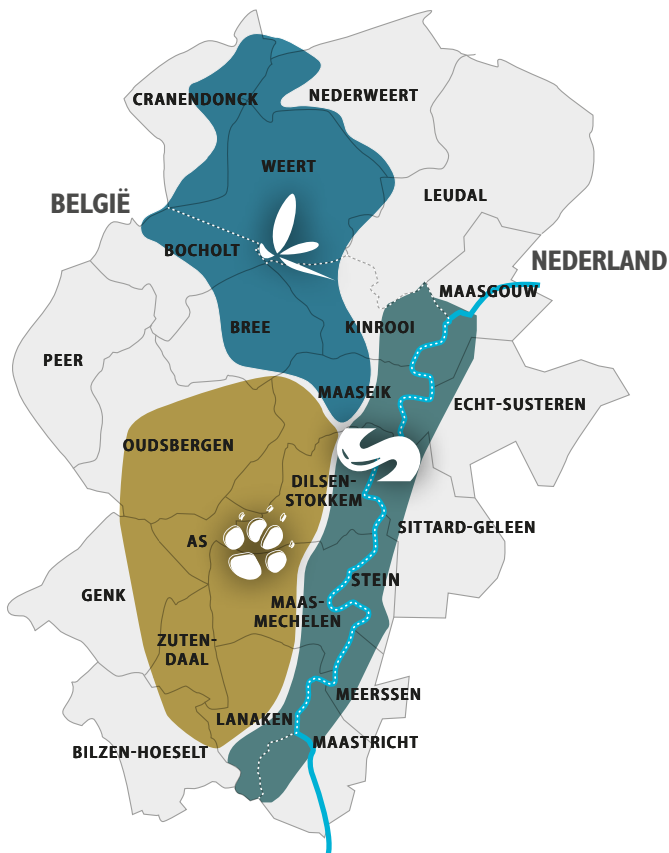 CRANENDONCK
NEDERWEERT
WEERT
LEUDAL
BELGIË
BOCHOLT
NEDERLAND
MAASGOUW
BREE
KINROOI
PEER
MAASEIK
ECHT-SUSTEREN
OUDSBERGEN
DILSEN-
STOKKEM
SITTARD-GELEEN
AS
STEIN
GENK
MAAS-
MECHELEN
ZUTEN-
DAAL
MEERSSEN
LANAKEN
MAASTRICHT
BILZEN-HOESELT